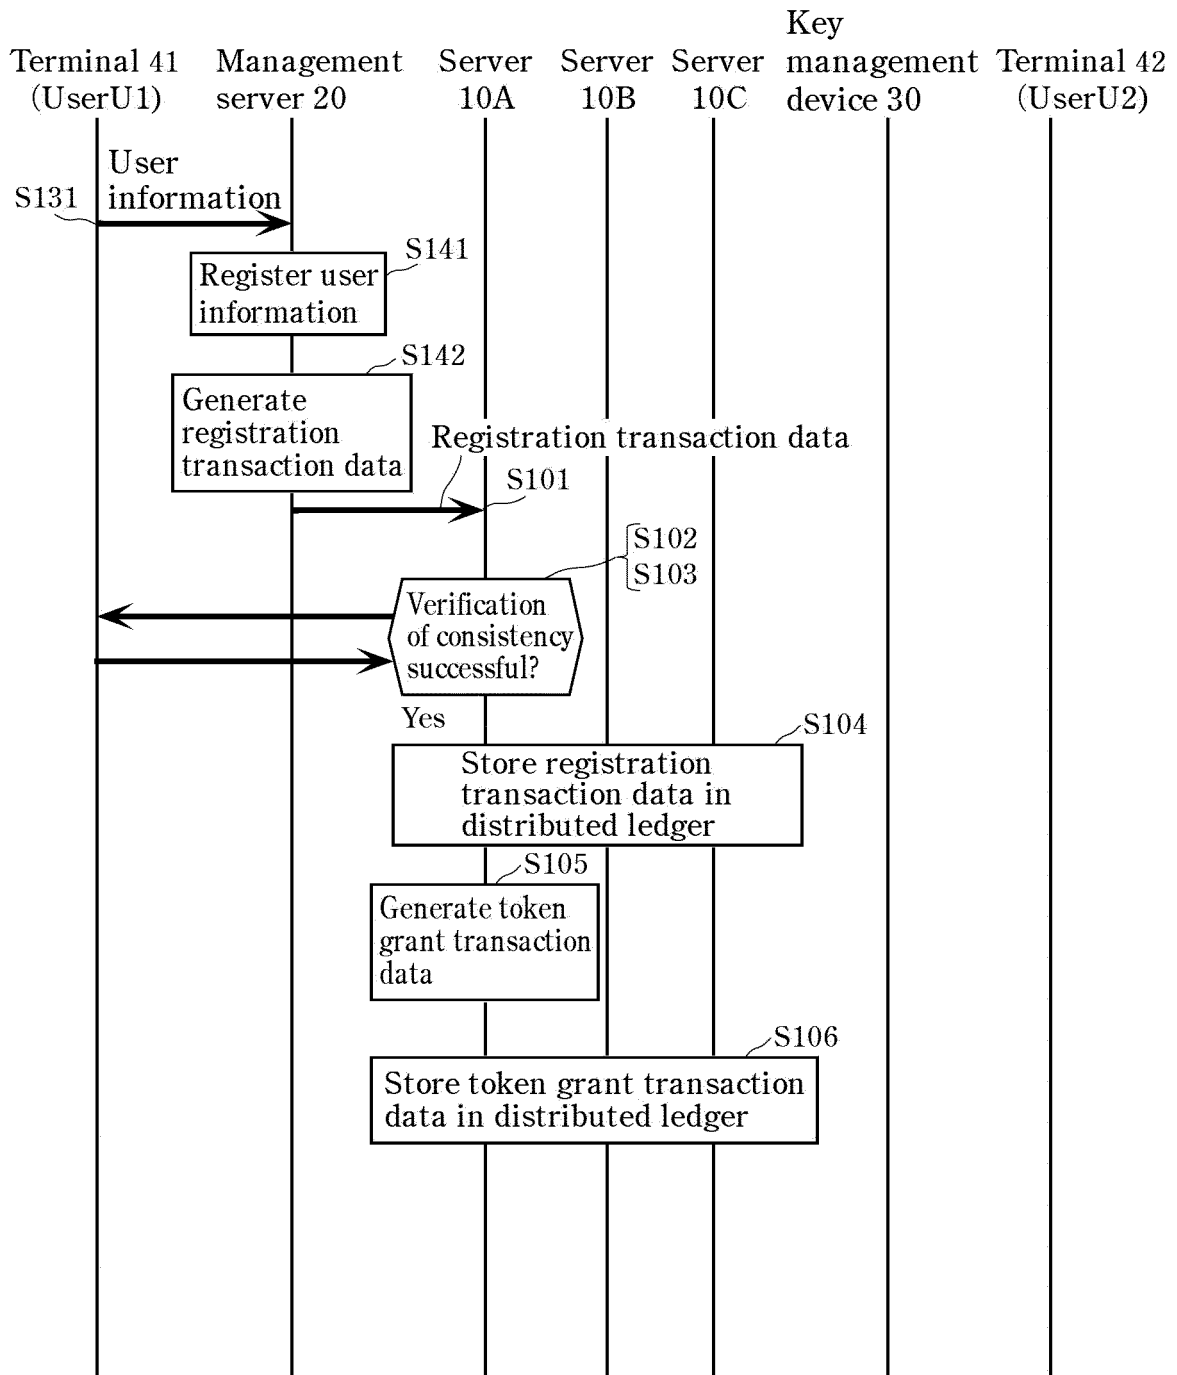 Terminal 41
(UserU1)
Management
server 20
Server
10A
Server
10B
Server
10C
Key
management
device 30
Terminal 42
(UserU2)
User
information
S131
S141
Register user
information
S142
Generate
registration
transaction data
Registration transaction data
S101
S102
S103
Verification
of consistency
successful?
Yes
S104
Store registration
transaction data in
distributed ledger
S105
Generate token
grant transaction
data
S106
Store token grant transaction
data in distributed ledger